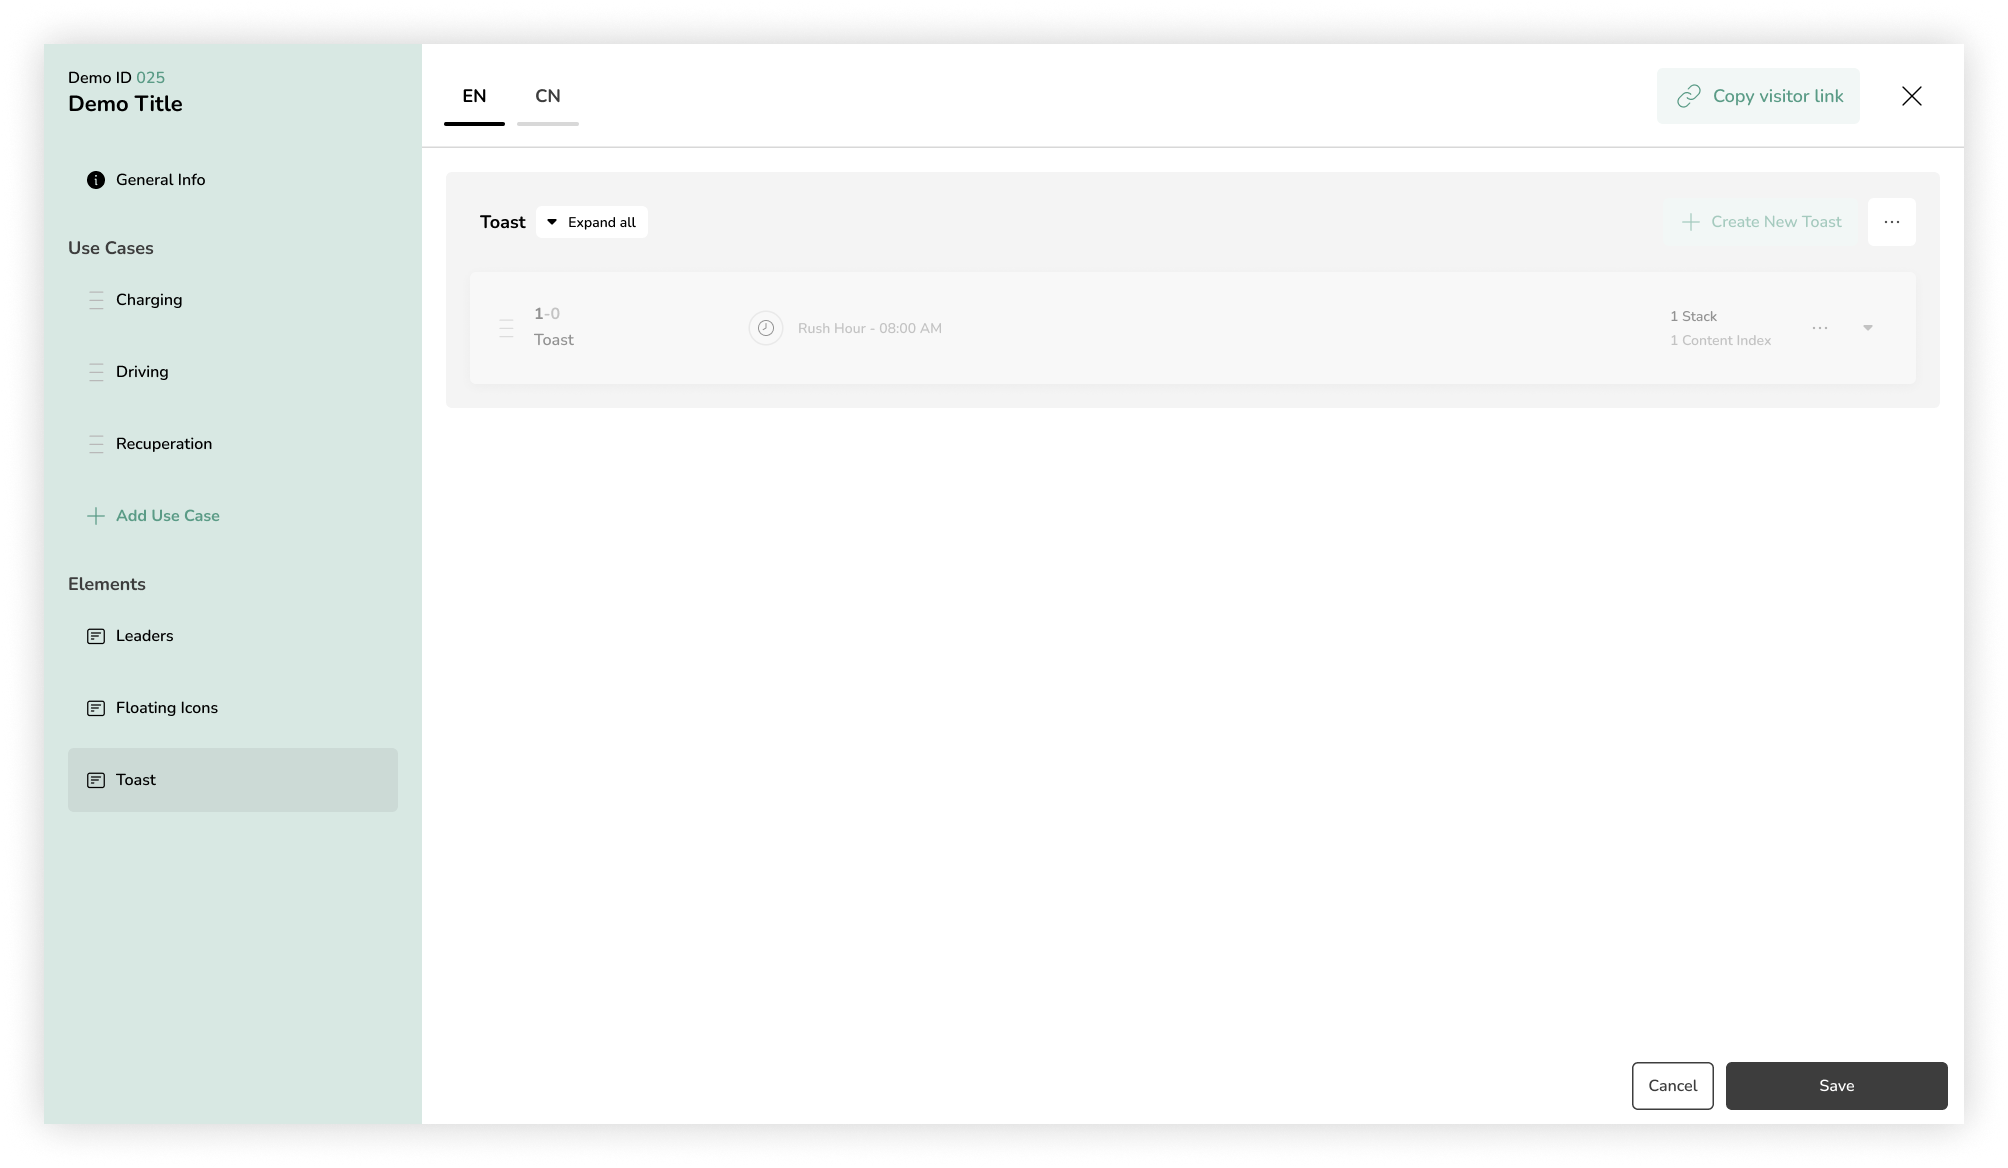 Demo ID 025
Demo Title
General Info
Use Cases
Charging
Driving
Recuperation
Add Use Case
Elements
Leaders
Floating Icons
Toast
EN
CN
Copy visitor link
Toast
Expand all
Create New Toast
1-0
Toast
Rush Hour - 08:00 AM
1 Stack
1 Content Index
Cancel
Save